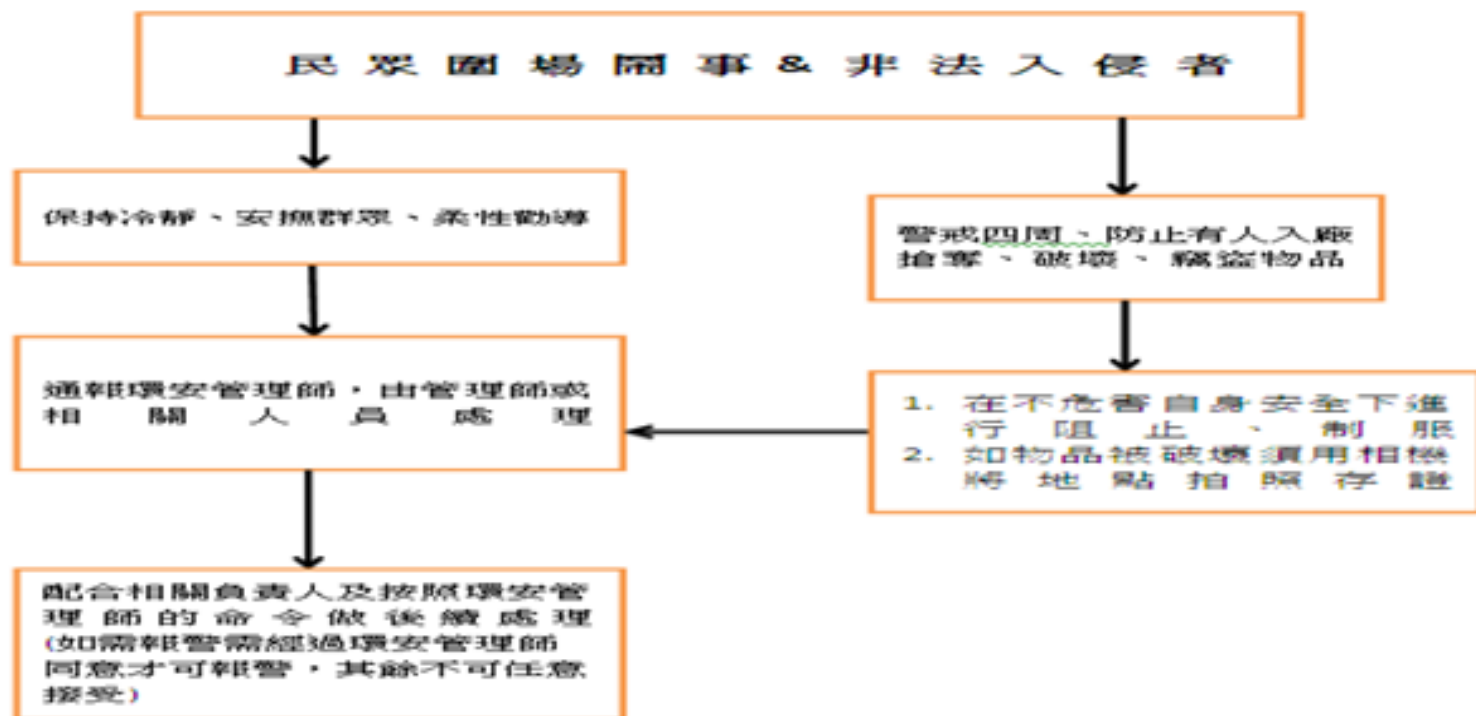 民眾圍場鬧事&非法入侵者
保持冷靜、安撫群眾、柔性勸導
警戒四周、防止有人入廠
搶奪、破壞、竊盜物品
通報環安管理師，由管理師或
相關人員處理
1. 在不危害自身安全下進
行阻止、制服
2. 如物品被破壞須用相機
將地點拍照存證
配合相關負責人及按照環安管
理師的命令做後續處理
(如需報警需經過環安管理師
同意才可報警，其餘不可任意
接受)